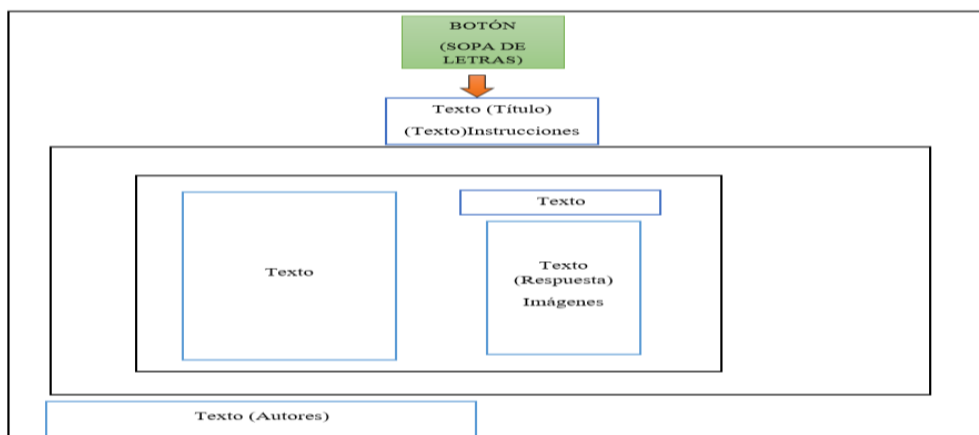 BOTÓN
(SOPA DE
LETRAS)
Texto (Título)
(Texto)Instrucciones
Texto
Texto
Texto
(Respuesta)
Imágenes
Texto (Autores)